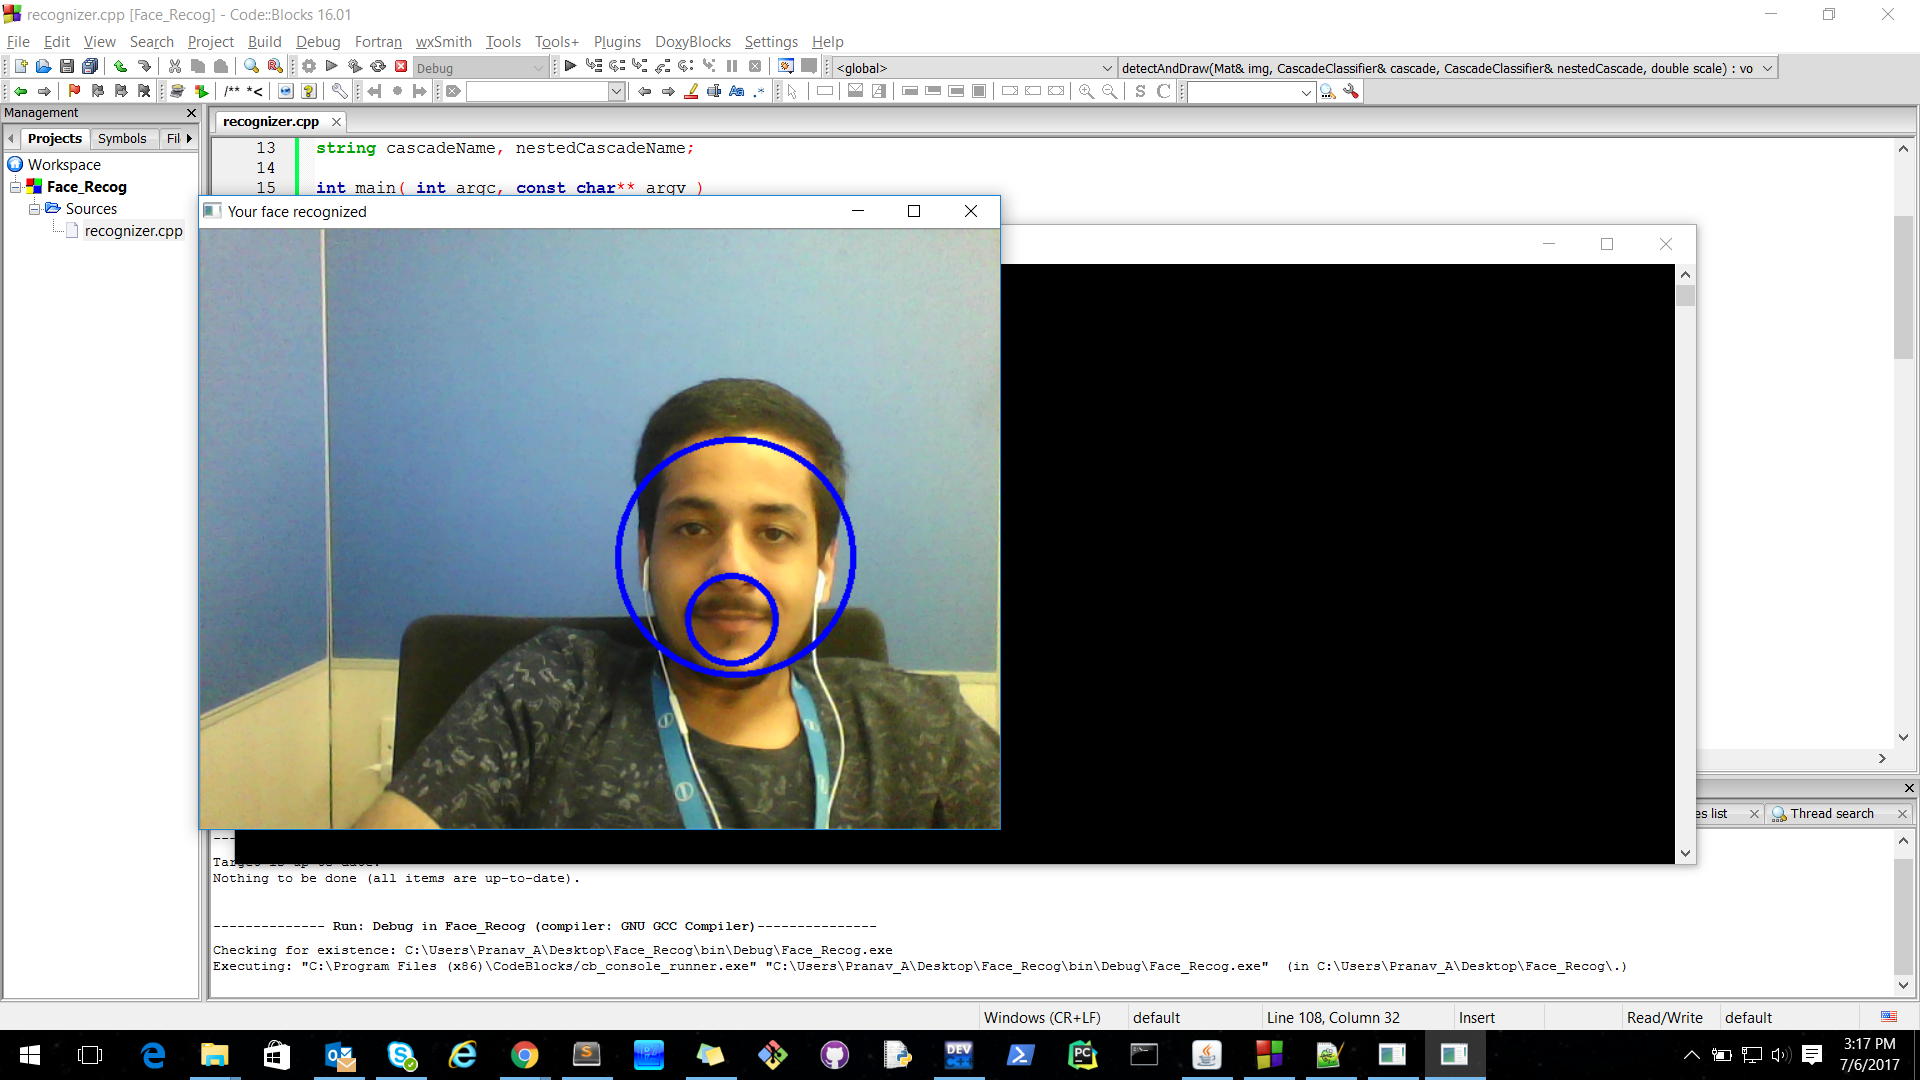 recognizer.cpp [Face_Recog] - Code::Blocks 16.01
File Edit View Search Project Build Debug Fortran wxSmith Tools Tools+ Plugins DoxyBlocks Settings Help
Debug
<global>
detectAndDraw(Mat& img, CascadeClassifier& cascade, CascadeClassifier& nestedCascade, double scale) : vo
/** *<
Aa .*
S C
Management
Projects Symbols Fil
Workspace
Face_Recog
Sources
recognizer.cpp
recognizer.cpp
13 string cascadeName, nestedCascadeName;
14
15 int main( int argc, const char** argv )
Your face recognized
es list
Thread search
Target is up to date.
Nothing to be done (all items are up-to-date).
-------------- Run: Debug in Face_Recog (compiler: GNU GCC Compiler)---------------
Checking for existence: C:\Users\Pranav_A\Desktop\Face_Recog\bin\Debug\Face_Recog.exe
Executing: "C:\Program Files (x86)\CodeBlocks/cb_console_runner.exe" "C:\Users\Pranav_A\Desktop\Face_Recog\bin\Debug\Face_Recog.exe"  (in C:\Users\Pranav_A\Desktop\Face_Recog\.)
Windows (CR+LF) default Line 108, Column 32 Insert Read/Write default
DEV C++
PC
3:17 PM
7/6/2017